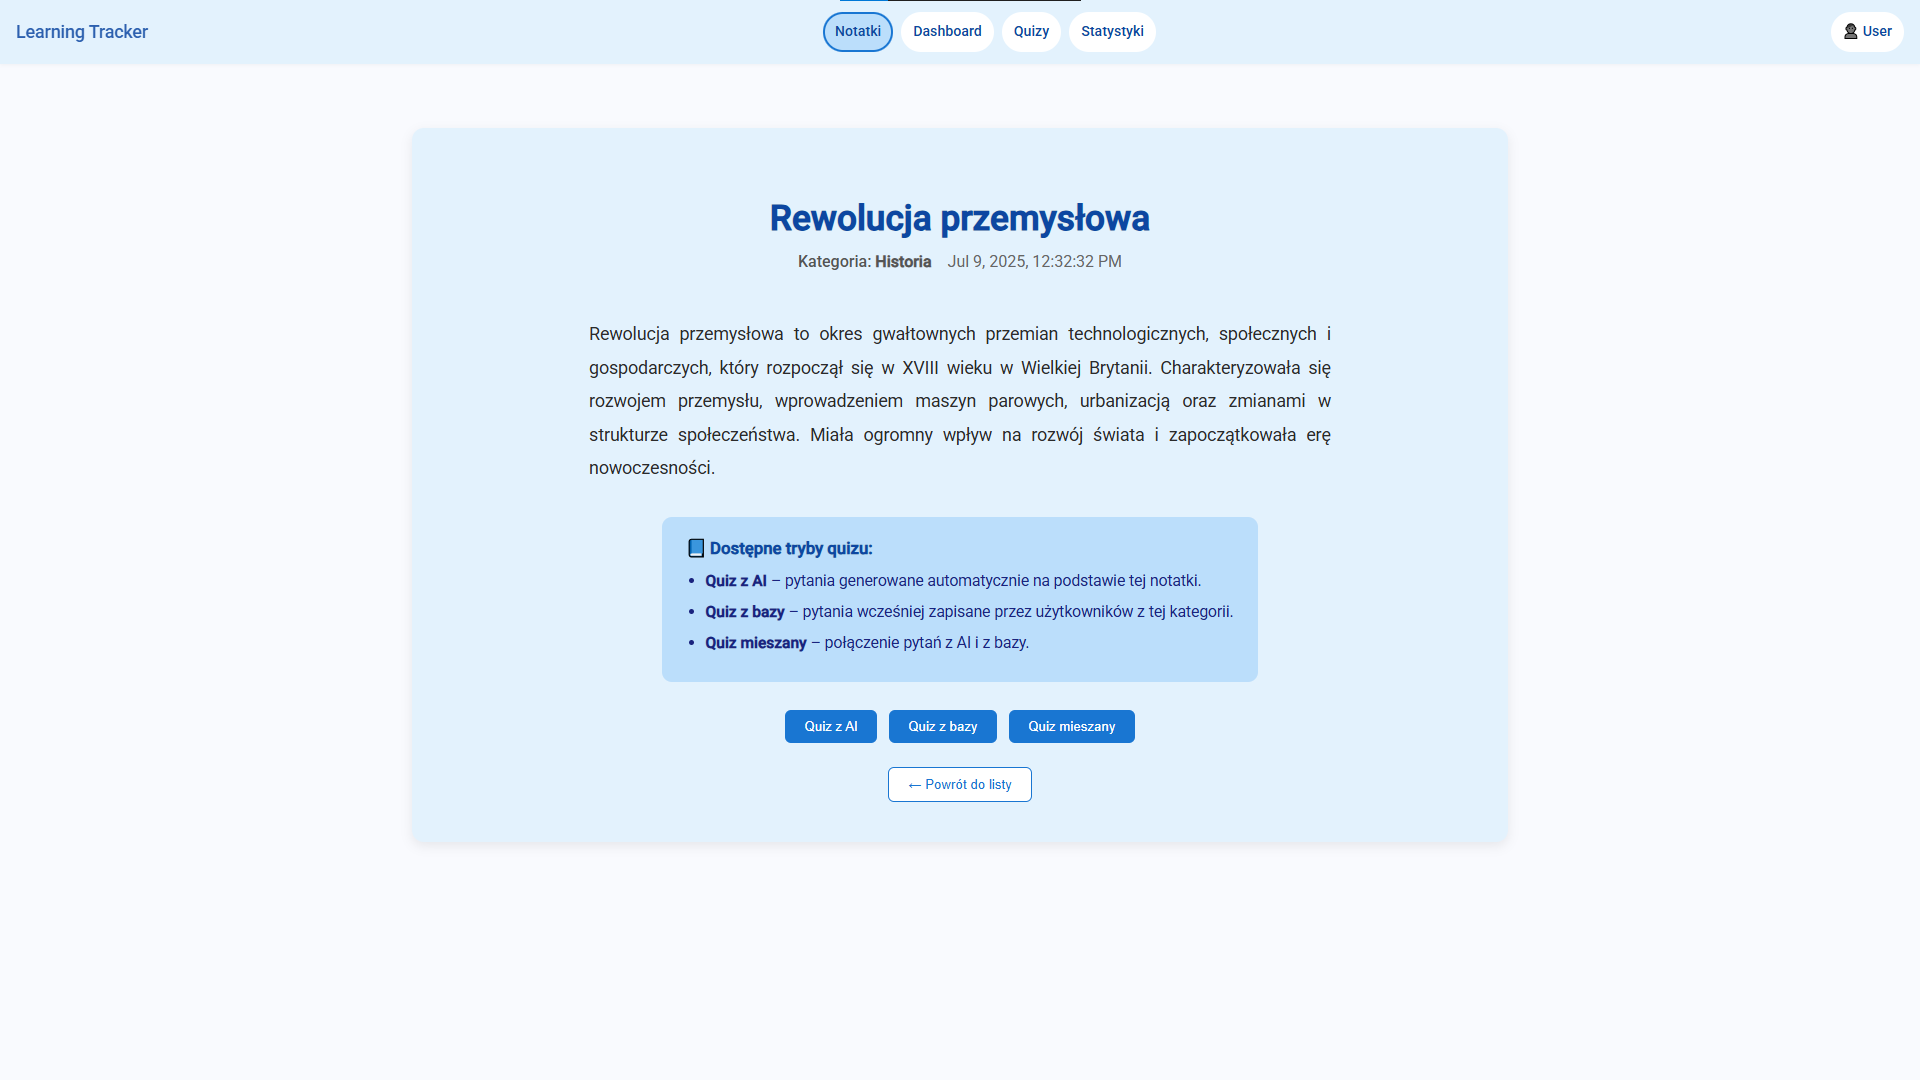 Learning Tracker
Notatki
Dashboard
Quizy
Statystyki
User
Rewolucja przemysłowa
Kategoria: Historia Jul 9, 2025, 12:32:32 PM
Rewolucja przemysłowa to okres gwałtownych przemian technologicznych, społecznych i
gospodarczych, który rozpoczął się w XVIII wieku w Wielkiej Brytanii. Charakteryzowała się
rozwojem przemysłu, wprowadzeniem maszyn parowych, urbanizacją oraz zmianami w
strukturze społeczeństwa. Miała ogromny wpływ na rozwój świata i zapoczątkowała erę
nowoczesności.
Dostępne tryby quizu:
• Quiz z AI – pytania generowane automatycznie na podstawie tej notatki.
• Quiz z bazy – pytania wcześniej zapisane przez użytkowników z tej kategorii.
• Quiz mieszany – połączenie pytań z AI i z bazy.
Quiz z AI
Quiz z bazy
Quiz mieszany
← Powrót do listy